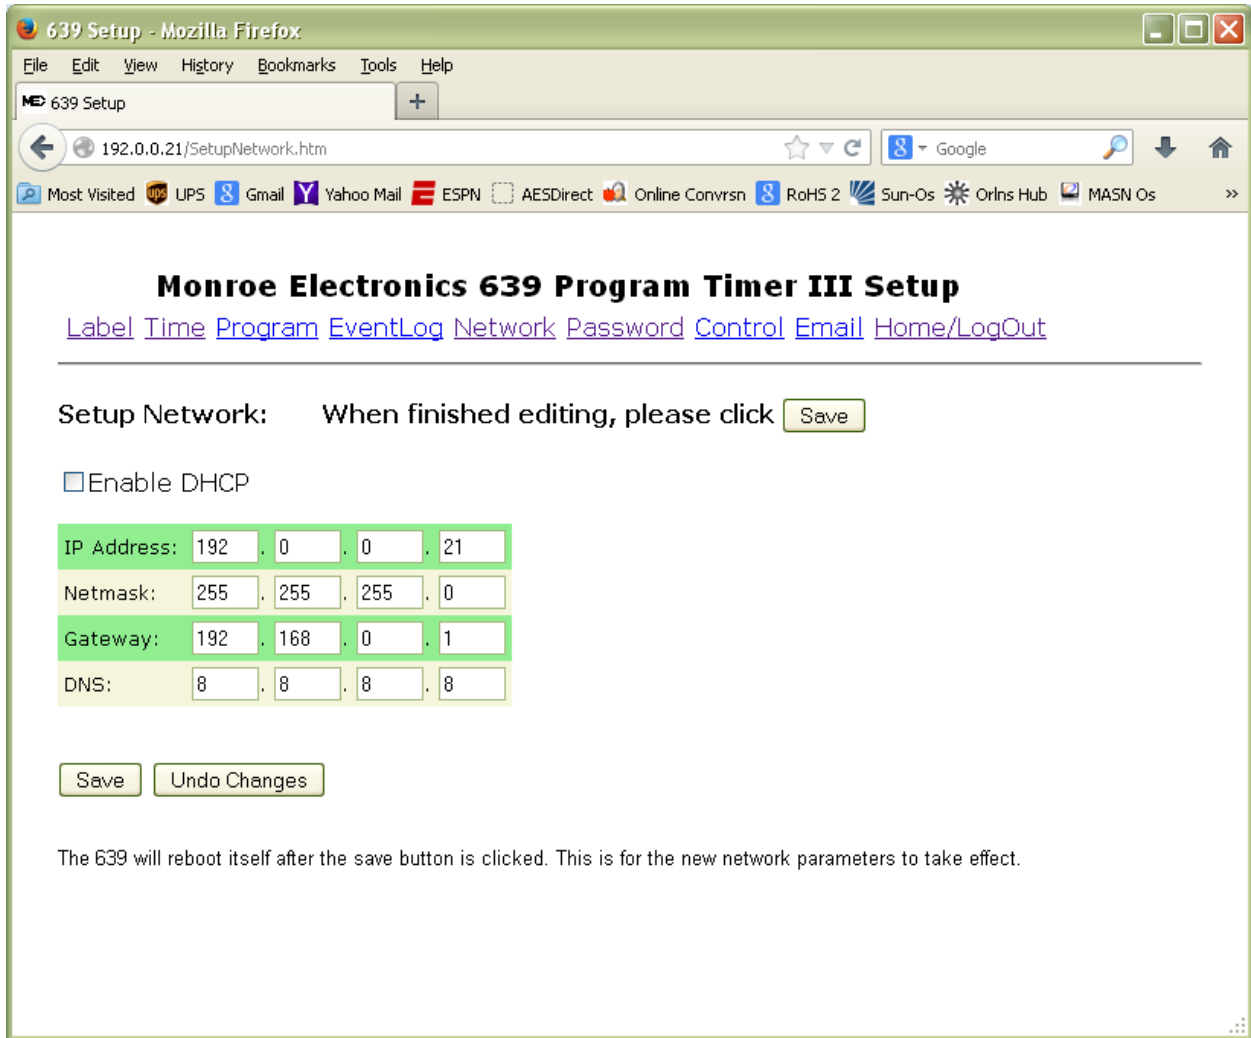 639 Setup - Mozilla Firefox
File Edit View History Bookmarks Tools Help
639 Setup +
192.0.0.21/SetupNetwork.htm Google
Most Visited UPS Gmail Yahoo Mail ESPN AESDirect Online Convrsn RoHS 2 Sun-Os Orlns Hub MASN Os »
Monroe Electronics 639 Program Timer III Setup
Label Time Program EventLog Network Password Control Email Home/LogOut
Setup Network: When finished editing, please click Save
Enable DHCP
IP Address: 192 . 0 . 0 . 21
Netmask: 255 . 255 . 255 . 0
Gateway: 192 . 168 . 0 . 1
DNS: 8 . 8 . 8 . 8
Save Undo Changes
The 639 will reboot itself after the save button is clicked. This is for the new network parameters to take effect.